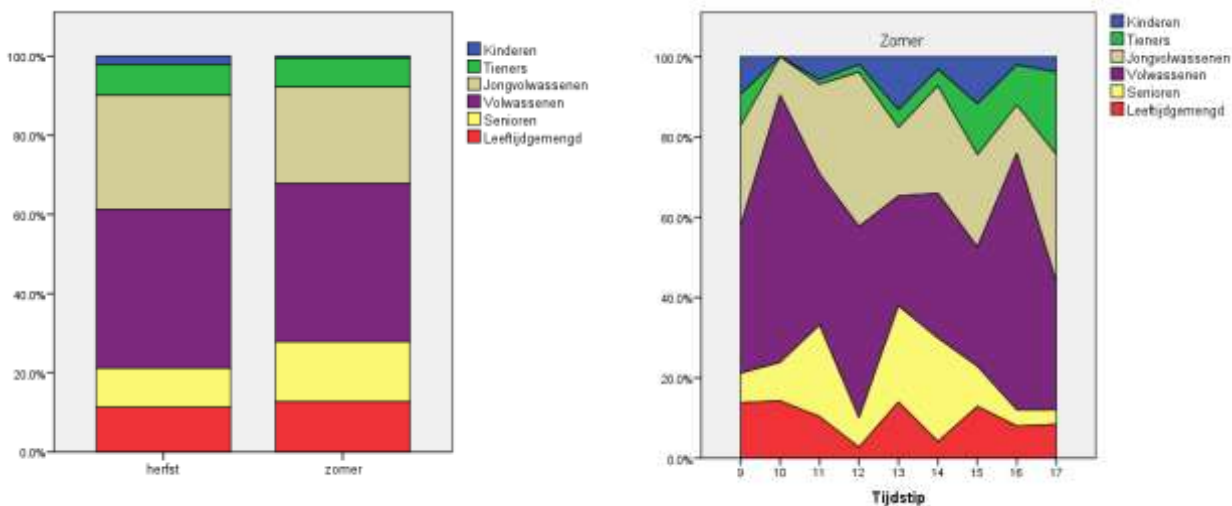 100.0%
80.0%
60.0%
40.0%
20.0%
0.0%
herfst
zomer
Kinderen
Tieners
Jongvolwassenen
Volwassenen
Senioren
Leeftijdgemengd
Zomer
100.0%
80.0%
60.0%
40.0%
20.0%
0.0%
9 10 11 12 13 14 15 16 17
Tijdstip
Kinderen
Tieners
Jongvolwassenen
Volwassenen
Senioren
Leeftijdgemengd